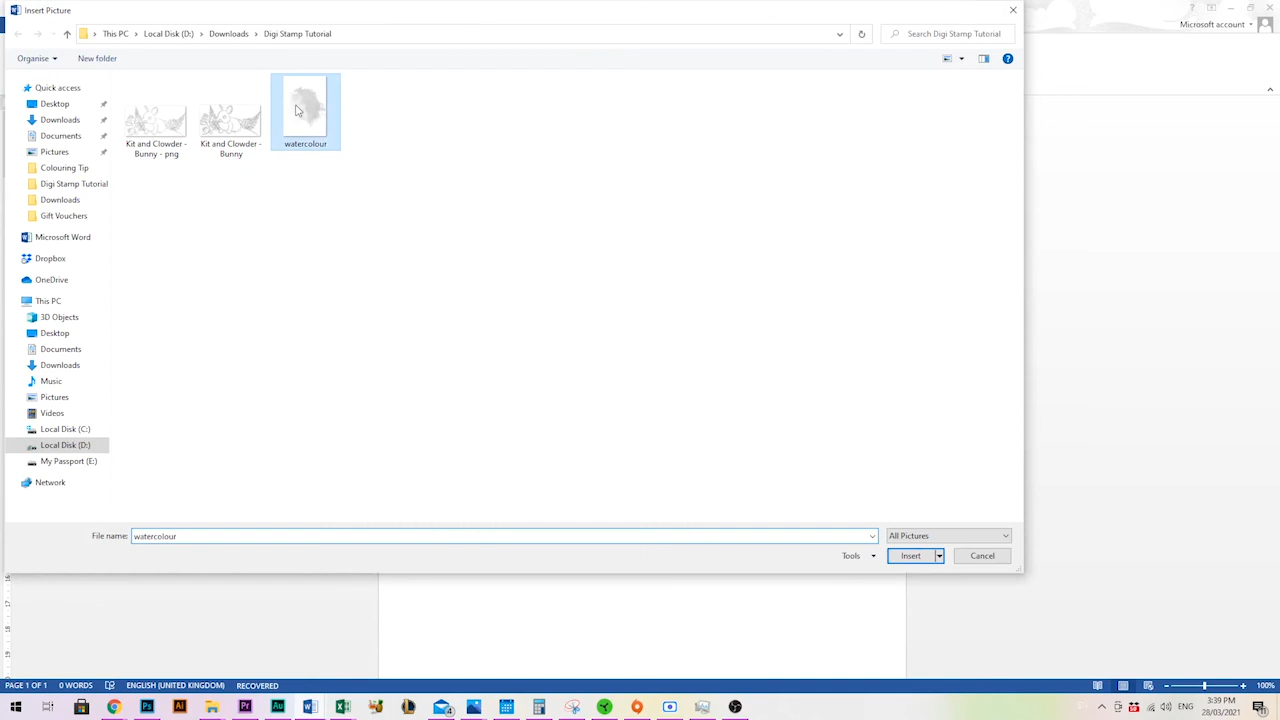 Insert Picture
Microsoft account
This PC
Local Disk (D:)
Downloads
Digi Stamp Tutorial
Search Digi Stamp Tutorial
Organise
New folder
Quick access
Desktop
Downloads
Documents
Pictures
Colouring Tip
Digi Stamp Tutorial
Downloads
Gift Vouchers
Microsoft Word
Dropbox
OneDrive
This PC
3D Objects
Desktop
Documents
Downloads
Music
Pictures
Videos
Local Disk (C:)
Local Disk (D:)
My Passport (E:)
Network
Kit and Clowder -
Bunny - png
Kit and Clowder -
Bunny
watercolour
File name: watercolour
All Pictures
Tools
Insert
Cancel
PAGE 1 OF 1
0 WORDS
ENGLISH (UNITED KINGDOM)
RECOVERED
100%
ENG
3:39 PM
28/03/2021